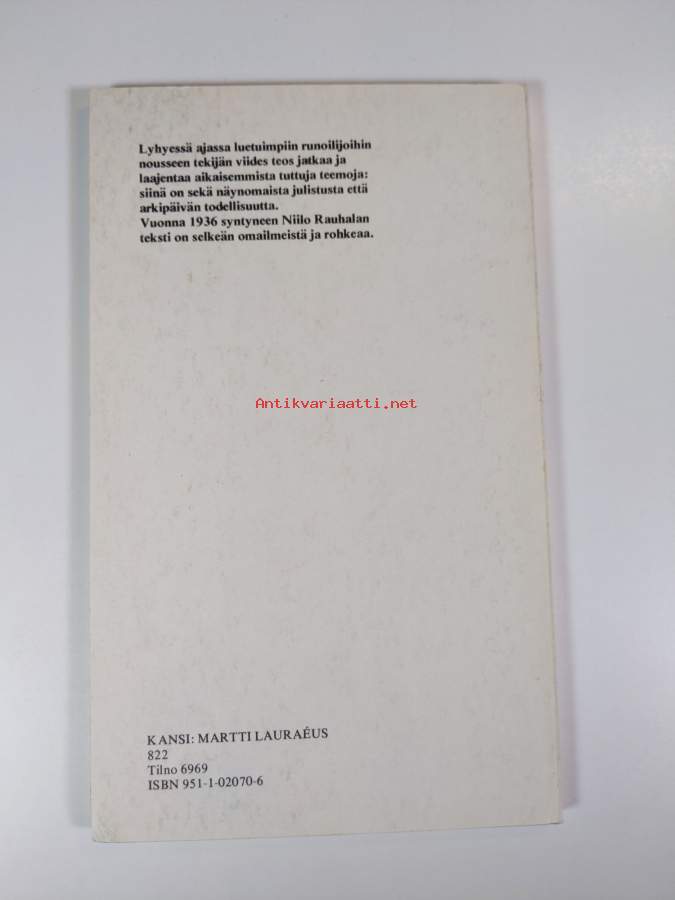 Lyhyessä ajassa luetuimpiin runoilijoihin
nousseen tekijän viides teos jatkaa ja
laajentaa aikaisemmista tuttuja teemoja:
siinä on sekä näynomaista julistusta että
arkipäivän todellisuutta.
Vuonna 1936 syntyneen Niilo Rauhalan
teksti on selkeän omailmeistä ja rohkeaa.
Antikvariaatti.net
KANSI: MARTTI LAURAÉUS
822
Tilno 6969
ISBN 951-1-02070-6